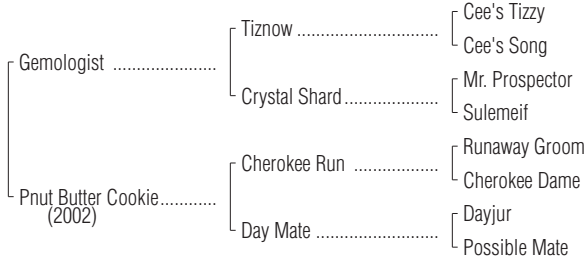 Cee's Tizzy
Tiznow ..............................
Cee's Song
Gemologist ......................
Mr. Prospector
Crystal Shard....................
Sulemeif
Runaway Groom
Cherokee Run ..................
Cherokee Dame
Pnut Butter Cookie............
(2002)
Dayjur
Day Mate ..........................
Possible Mate